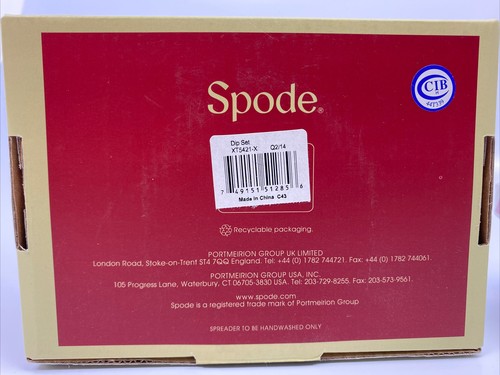 Spode®
CIB
Dip Set
XT5421-X Q2/14
7 49151 51285 6
Made In China C43
Recyclable packaging.
PORTMEIRION GROUP UK LIMITED
London Road, Stoke-on-Trent ST4 7QQ England. Tel: +44 (0) 1782 744721. Fax: +44 (0) 1782 744061.
PORTMEIRION GROUP USA, INC.
105 Progress Lane, Waterbury, CT 06705-3830 USA Tel: 203-729-8255. Fax: 203-573-9561.
www.spode.com
Spode is a registered trade mark of Portmeirion Group
SPREADER TO BE HANDWASHED ONLY